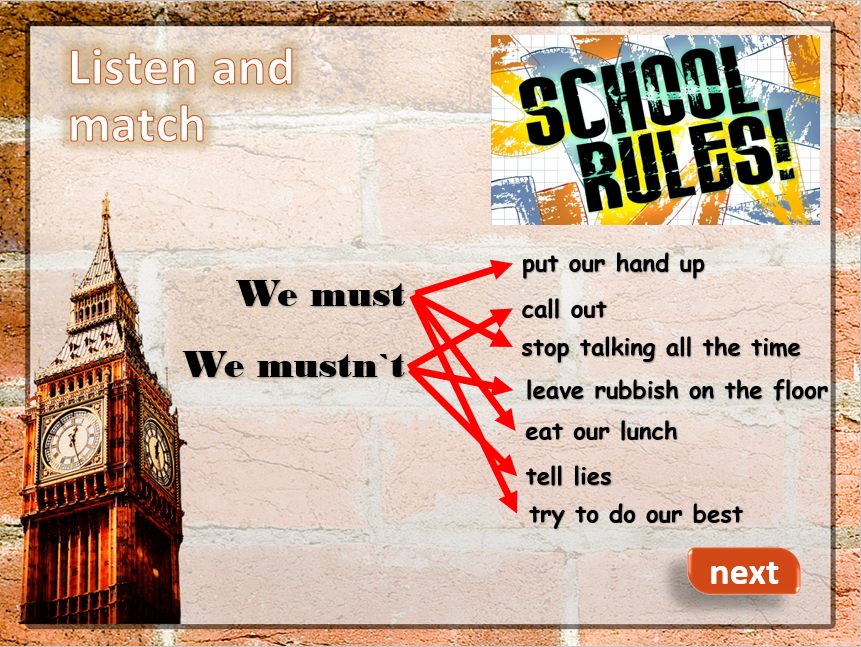 Listen and
match
SCHOOL
RULES!
We must
We mustn`t
put our hand up
call out
stop talking all the time
leave rubbish on the floor
eat our lunch
tell lies
try to do our best
next